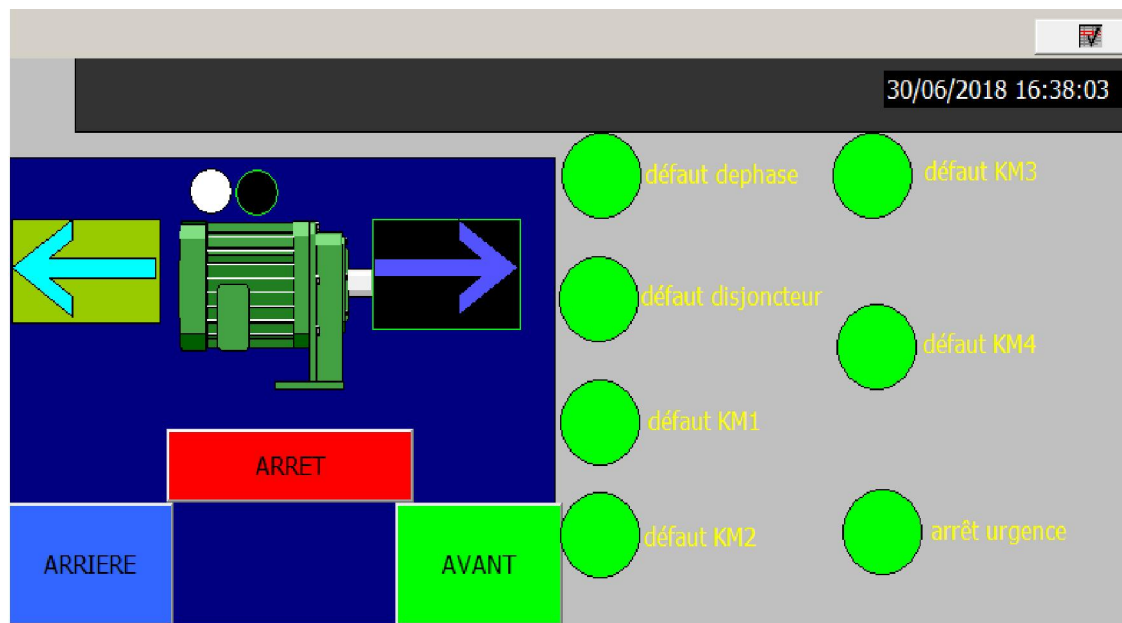 30/06/2018 16:38:03
défaut dephase
défaut KM3
défaut disjoncteur
défaut KM4
défaut KM1
ARRET
défaut KM2
arrêt urgence
ARRIERE
AVANT